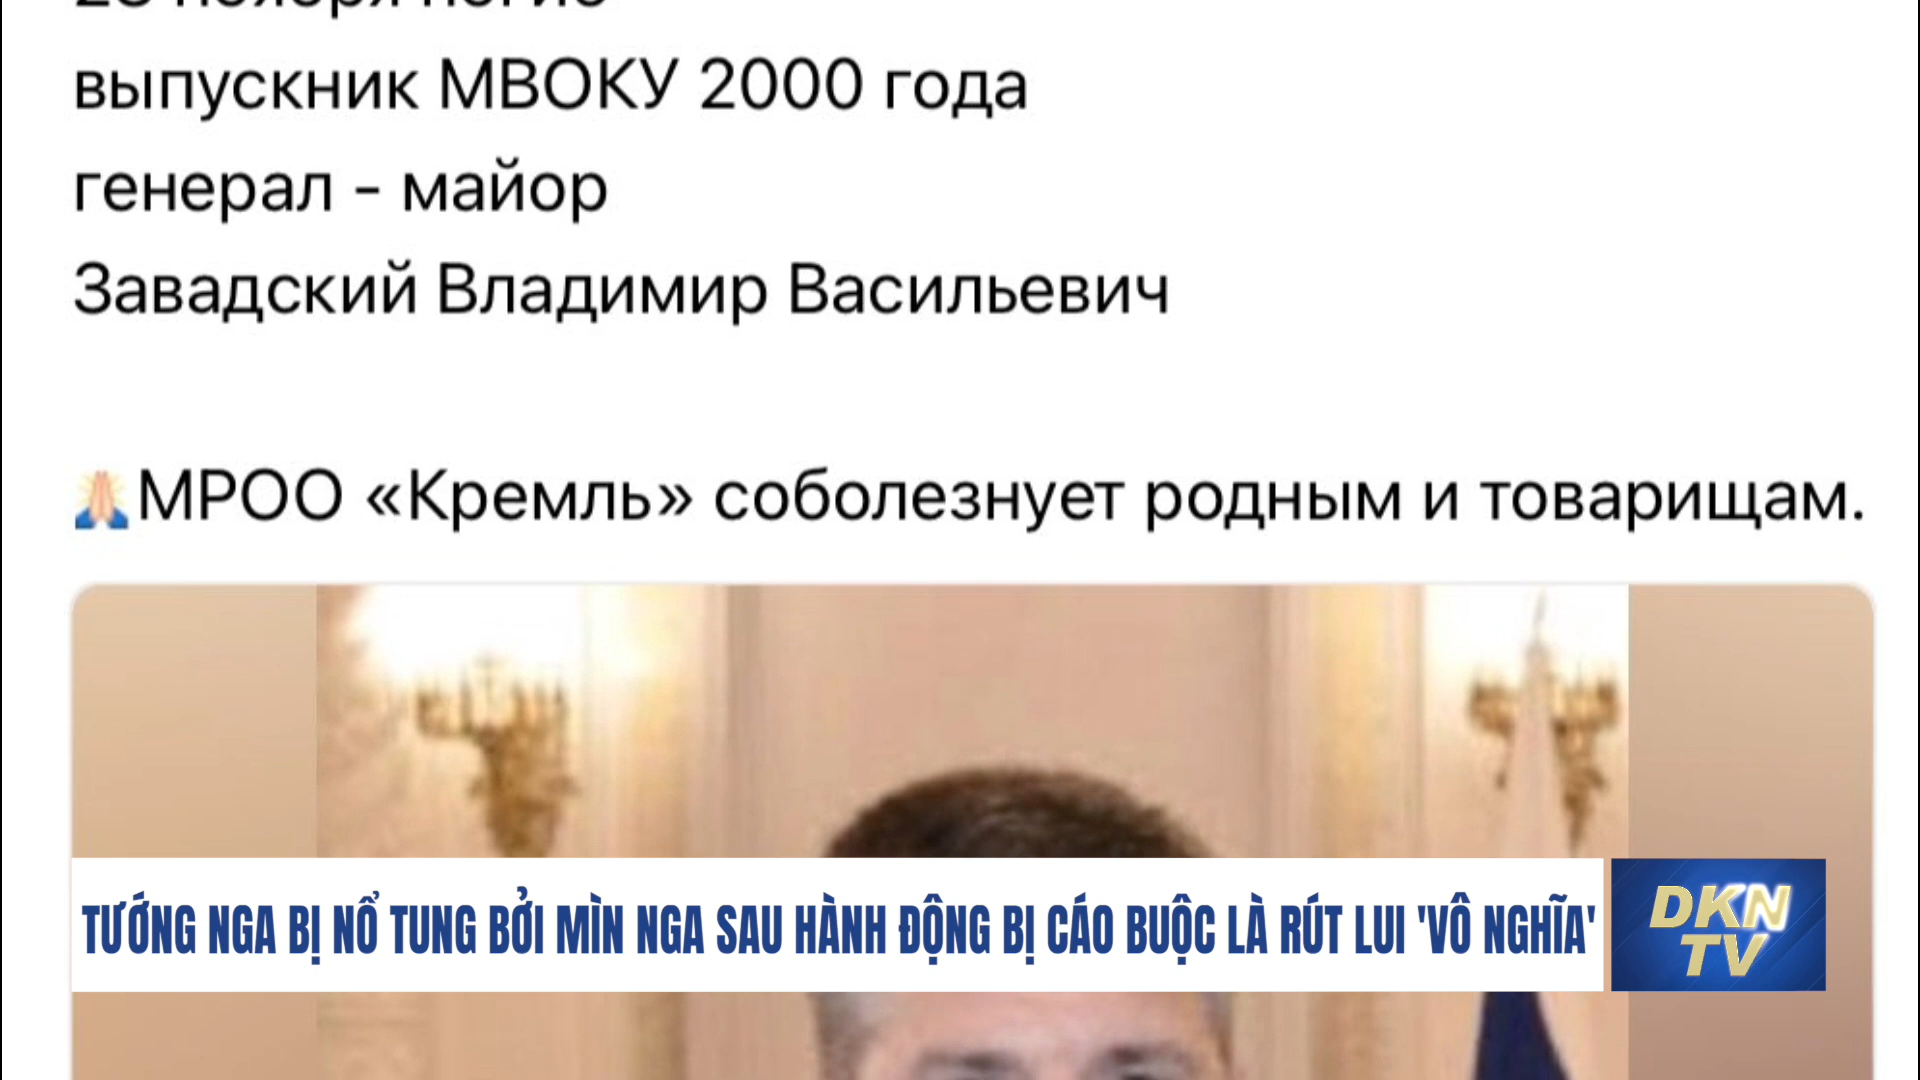 выпускник МВОКУ 2000 года
генерал - майор
Завадский Владимир Васильевич
🙏МРОО «Кремль» соболезнует родным и товарищам.
TƯỚNG NGA BỊ NỔ TUNG BỞI MÌN NGA SAU HÀNH ĐỘNG BỊ CÁO BUỘC LÀ RÚT LUI 'VÔ NGHĨA'
DKN
TV